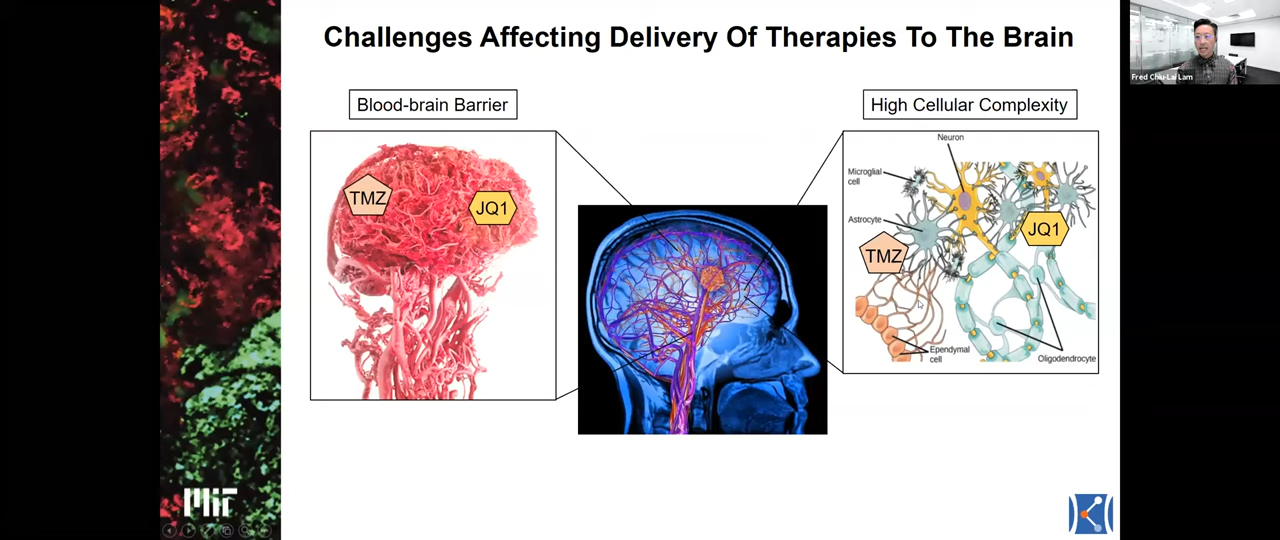 Challenges Affecting Delivery Of Therapies To The Brain
Fred Chiu-Lai Lam
Blood-brain Barrier
High Cellular Complexity
TMZ
JQ1
Neuron
Microglial
cell
Astrocyte
JQ1
TMZ
Ependymal
cell
Oligodendrocyte
MIT